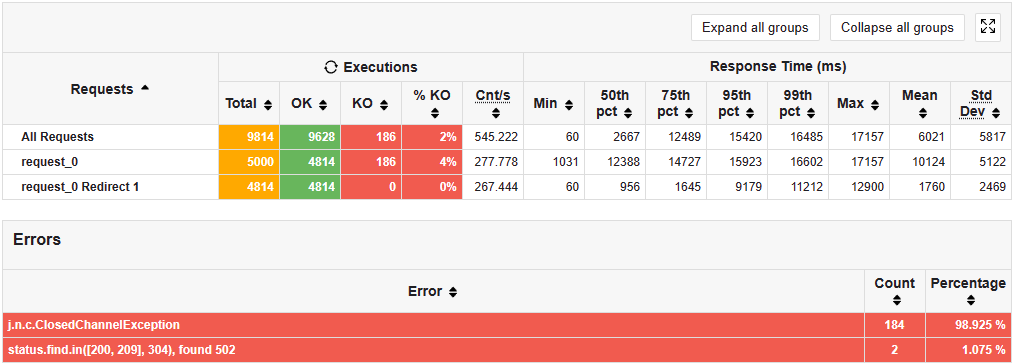 Expand all groups Collapse all groups
Requests Executions Response Time (ms)
Total OK KO % KO Cnt/s Min 50th pct 75th pct 95th pct 99th pct Max Mean Std Dev
All Requests 9814 9628 186 2% 545.222 60 2667 12489 15420 16485 17157 6021 5817
request_0 5000 4814 186 4% 277.778 1031 12388 14727 15923 16602 17157 10124 5122
request_0 Redirect 1 4814 4814 0 0% 267.444 60 956 1645 9179 11212 12900 1760 2469
Errors
Error Count Percentage
j.n.c.ClosedChannelException 184 98.925 %
status.find.in([200, 209], 304), found 502 2 1.075 %